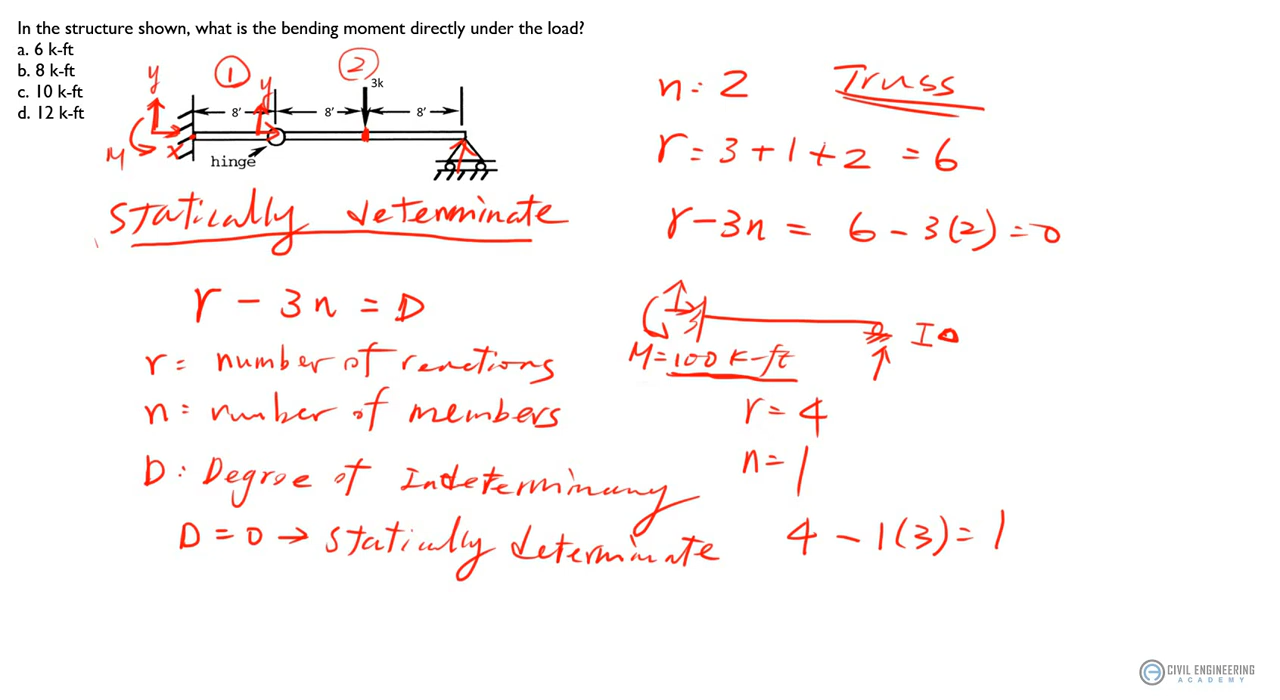 In the structure shown, what is the bending moment directly under the load?
a. 6 k-ft
b. 8 k-ft
c. 10 k-ft
d. 12 k-ft
y 1 y 2
3k
8' 8' 8'
M x
hinge
Statically determinate
r - 3n = D
r = number of reactions
n = number of members
D: Degree of Indeterminany
D = 0 → Statically determinate
n: 2 Truss
r = 3 + 1 + 2 = 6
r - 3n = 6 - 3(2) = 0
M = 100 K-ft
r = 4
n = 1
4 - 1(3) = 1
CIVIL ENGINEERING
ACADEMY